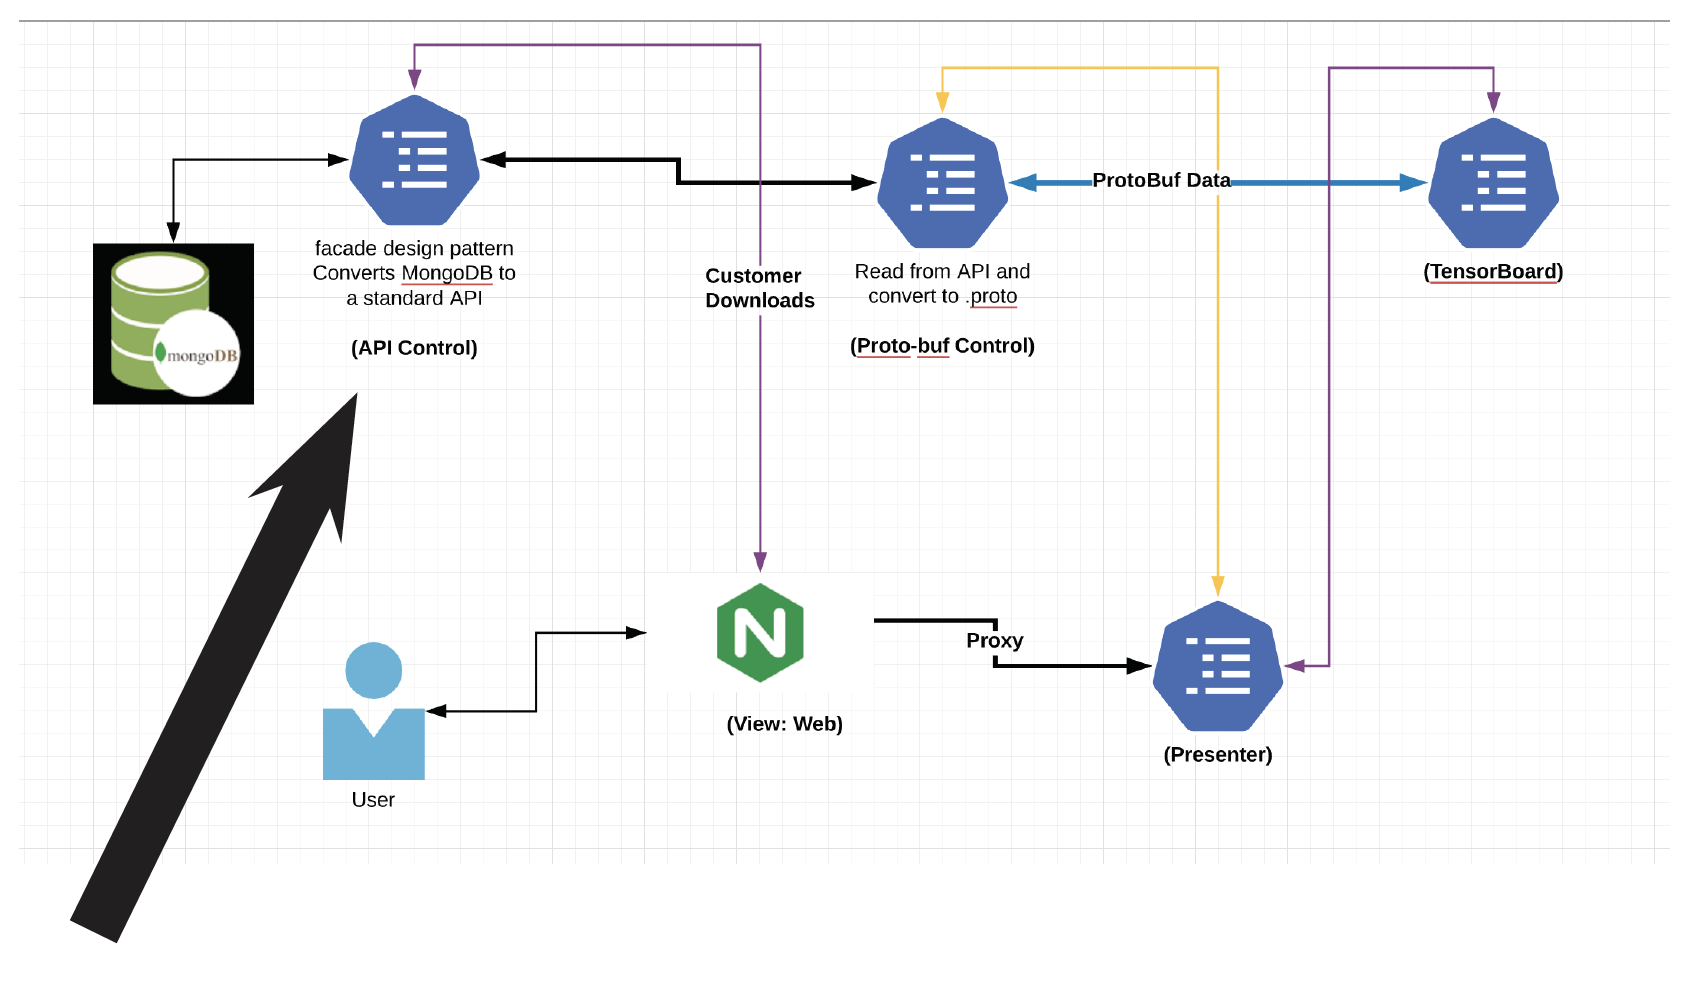 facade design pattern
Converts MongoDB to
a standard API
(API Control)
mongoDB
Customer
Downloads
Read from API and
convert to .proto
(Proto-buf Control)
ProtoBuf Data
(TensorBoard)
User
N
(View: Web)
Proxy
(Presenter)